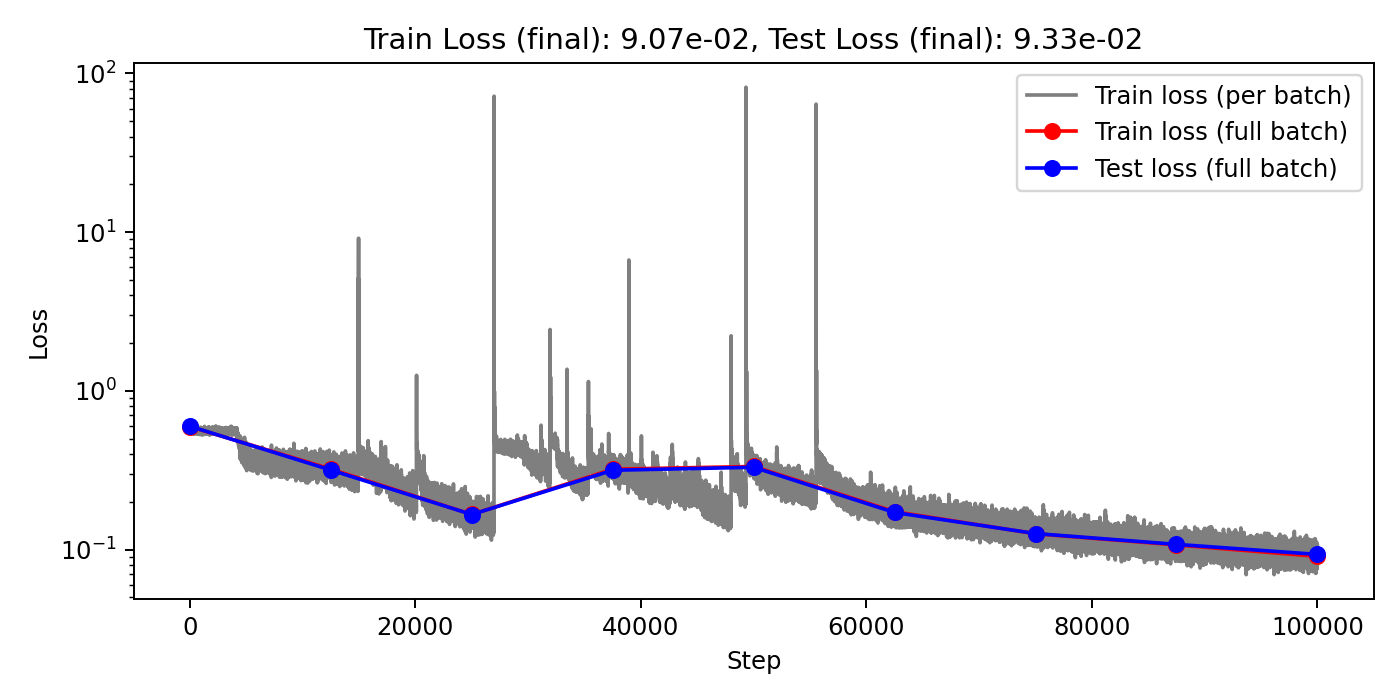 Train Loss (final): 9.07e-02, Test Loss (final): 9.33e-02
Train loss (per batch)
Train loss (full batch)
Test loss (full batch)
Loss
10²
10¹
10⁰
10⁻¹
0 20000 40000 60000 80000 100000
Step